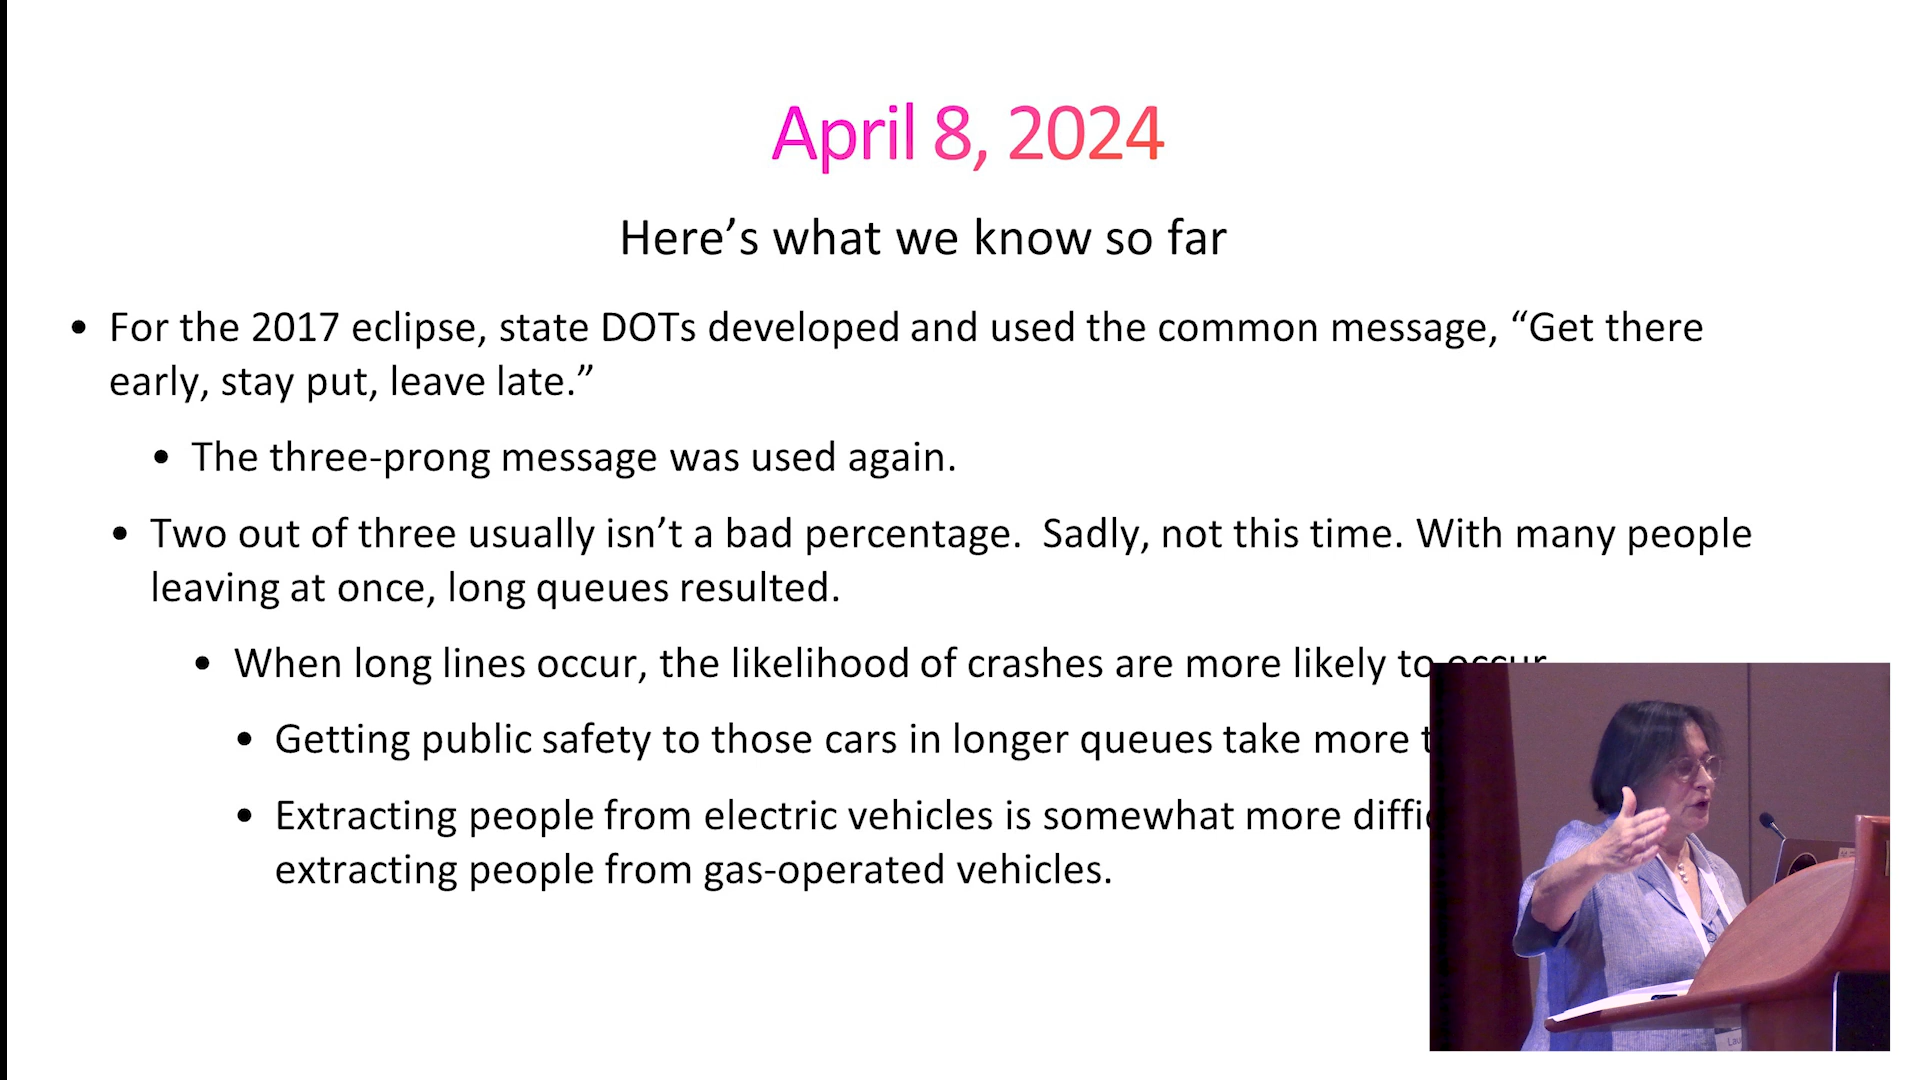 April 8, 2024
Here’s what we know so far
• For the 2017 eclipse, state DOTs developed and used the common message, “Get there
early, stay put, leave late.”
• The three-prong message was used again.
• Two out of three usually isn’t a bad percentage.  Sadly, not this time. With many people
leaving at once, long queues resulted.
• When long lines occur, the likelihood of crashes are more likely to occur
• Getting public safety to those cars in longer queues take more
• Extracting people from electric vehicles is somewhat more
extracting people from gas-operated vehicles.